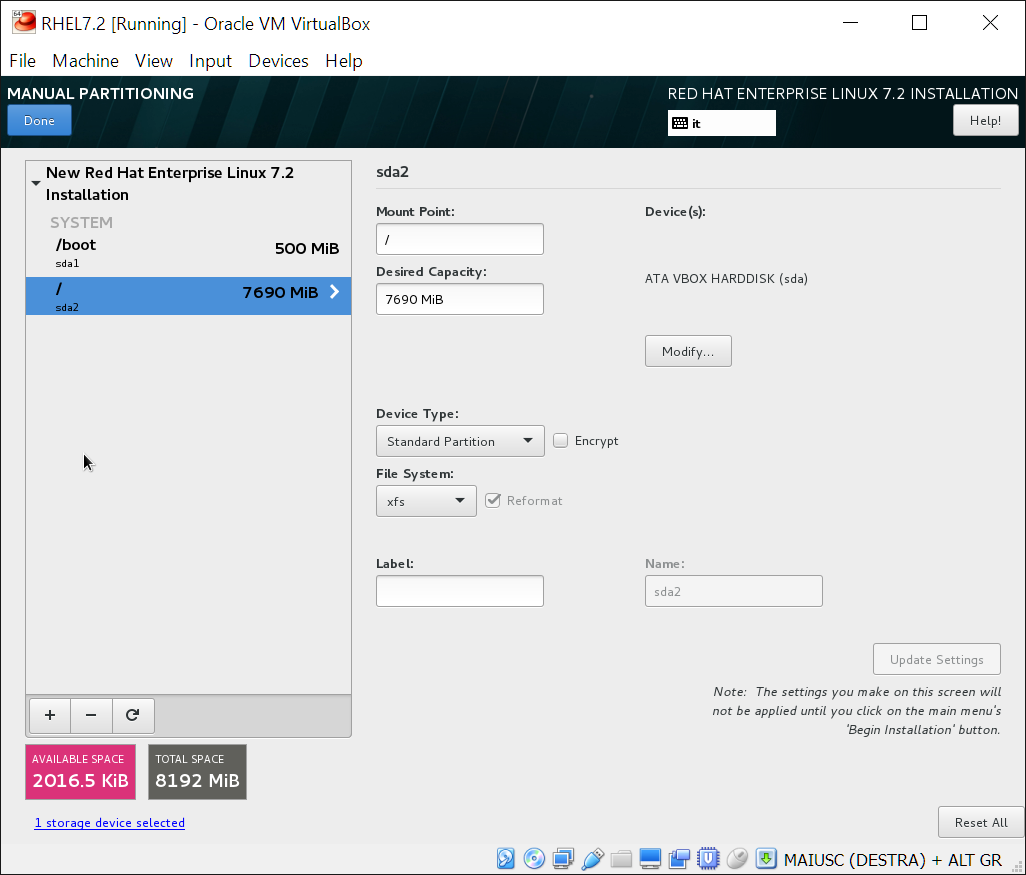 RHEL7.2 [Running] - Oracle VM VirtualBox
File Machine View Input Devices Help
MANUAL PARTITIONING
RED HAT ENTERPRISE LINUX 7.2 INSTALLATION
Done
it
Help!
New Red Hat Enterprise Linux 7.2
Installation
SYSTEM
/boot
500 MiB
sda1
/
7690 MiB
sda2
sda2
Mount Point:
Device(s):
/
Desired Capacity:
ATA VBOX HARDDISK (sda)
7690 MiB
Modify...
Device Type:
Standard Partition
Encrypt
File System:
xfs
Reformat
Label:
Name:
sda2
Update Settings
Note: The settings you make on this screen will
not be applied until you click on the main menu's
'Begin Installation' button.
AVAILABLE SPACE
2016.5 KiB
TOTAL SPACE
8192 MiB
1 storage device selected
Reset All
MAIUSC (DESTRA) + ALT GR